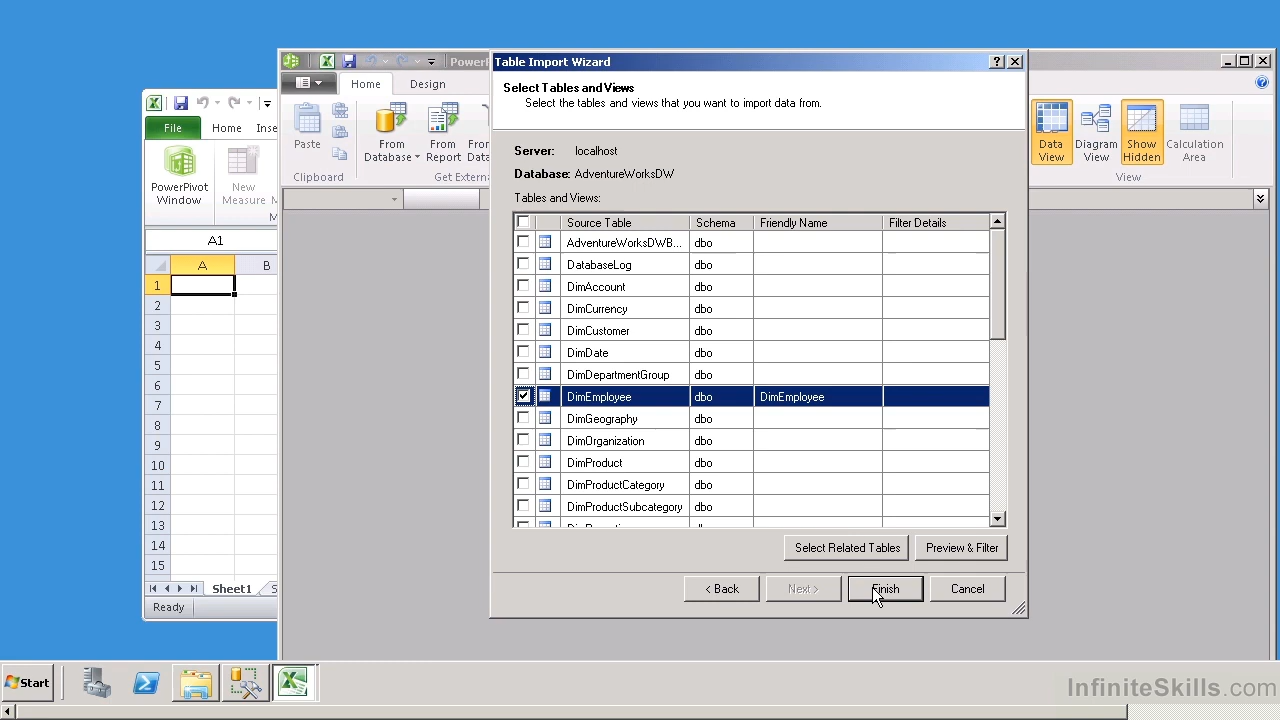 PowerP
Table Import Wizard
Home
Design
Select Tables and Views
Select the tables and views that you want to import data from.
File
Home
Inse
Paste
From
Database
From
Report
From
Data
Clipboard
Get Extern
Data
View
Diagram
View
Show
Hidden
Calculation
Area
View
PowerPivot
Window
New
Measure
M
Server: localhost
Database: AdventureWorksDW
Tables and Views:
Source Table Schema Friendly Name Filter Details
AdventureWorksDWB... dbo
DatabaseLog dbo
DimAccount dbo
DimCurrency dbo
DimCustomer dbo
DimDate dbo
DimDepartmentGroup dbo
DimEmployee dbo DimEmployee
DimGeography dbo
DimOrganization dbo
DimProduct dbo
DimProductCategory dbo
DimProductSubcategory dbo
A1
A B
1
2
3
4
5
6
7
8
9
10
11
12
13
14
15
Select Related Tables
Preview & Filter
< Back
Next >
Finish
Cancel
Sheet1
S
Ready
Start
InfiniteSkills.com